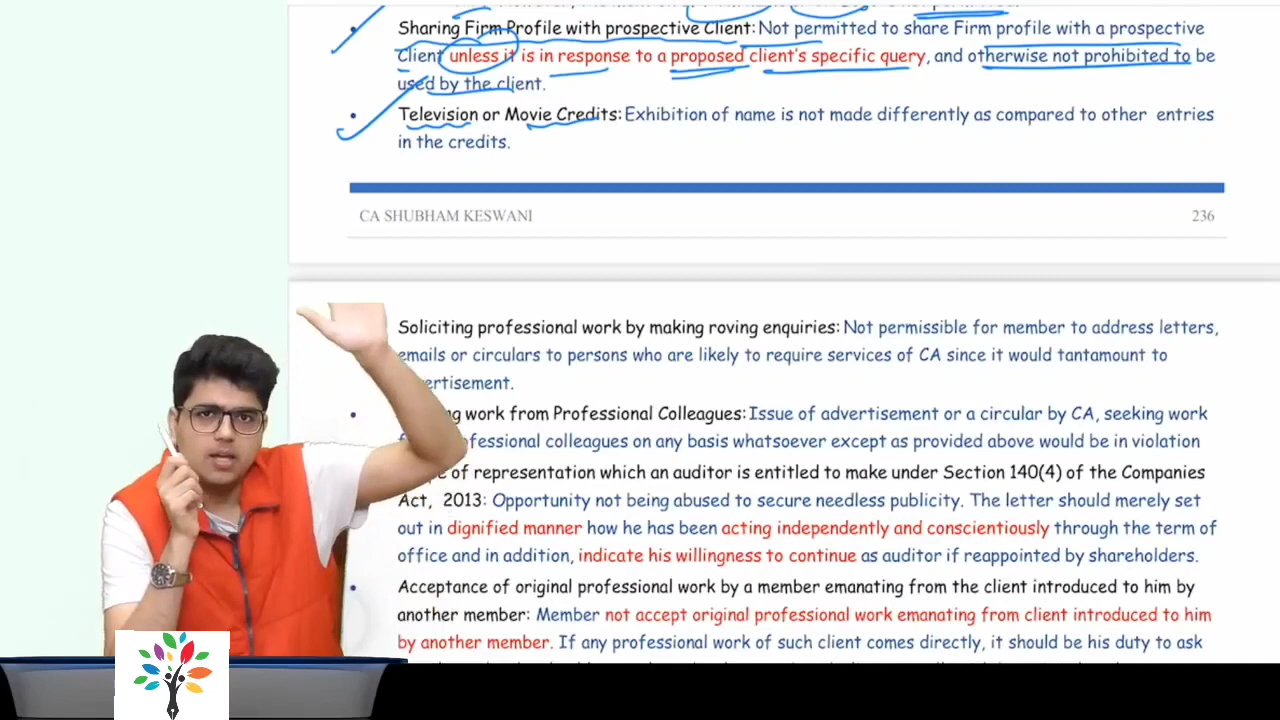 Sharing Firm Profile with prospective Client: Not permitted to share Firm profile with a prospective
Client unless it is in response to a proposed client's specific query, and otherwise not prohibited to be
used by the client.
• Television or Movie Credits: Exhibition of name is not made differently as compared to other entries
in the credits.
CA SHUBHAM KESWANI
236
Soliciting professional work by making roving enquiries: Not permissible for member to address letters,
emails or circulars to persons who are likely to require services of CA since it would tantamount to
ertisement.
• work from Professional Colleagues: Issue of advertisement or a circular by CA, seeking work
ofessional colleagues on any basis whatsoever except as provided above would be in violation
of representation which an auditor is entitled to make under Section 140(4) of the Companies
Act, 2013: Opportunity not being abused to secure needless publicity. The letter should merely set
out in dignified manner how he has been acting independently and conscientiously through the term of
office and in addition, indicate his willingness to continue as auditor if reappointed by shareholders.
• Acceptance of original professional work by a member emanating from the client introduced to him by
another member: Member not accept original professional work emanating from client introduced to him
by another member. If any professional work of such client comes directly, it should be his duty to ask